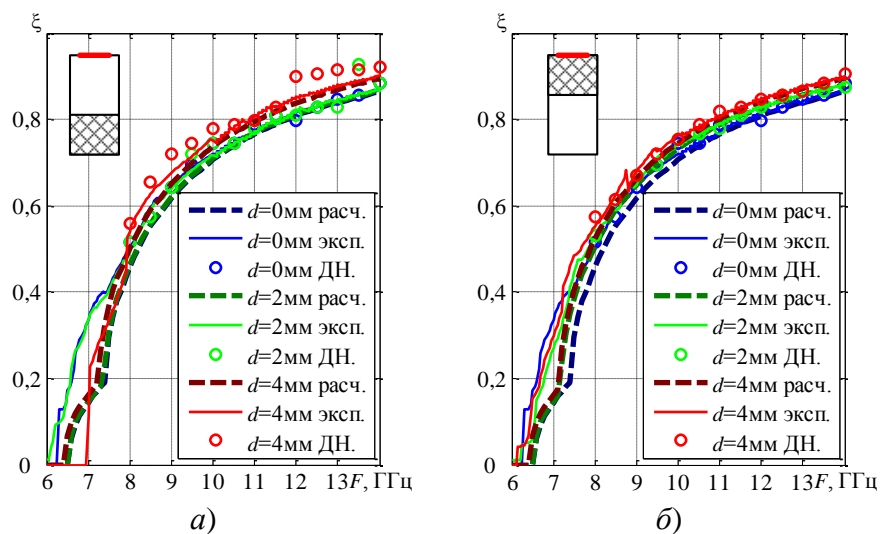 ξ
0,8
0,6
0,4
0,2
0
d=0мм расч.
d=0мм эксп.
d=0мм ДН.
d=2мм расч.
d=2мм эксп.
d=2мм ДН.
d=4мм расч.
d=4мм эксп.
d=4мм ДН.
6 7 8 9 10 11 12 13F, ГГц
а)
ξ
0,8
0,6
0,4
0,2
0
d=0мм расч.
d=0мм эксп.
d=0мм ДН.
d=2мм расч.
d=2мм эксп.
d=2мм ДН.
d=4мм расч.
d=4мм эксп.
d=4мм ДН.
6 7 8 9 10 11 12 13F, ГГц
б)